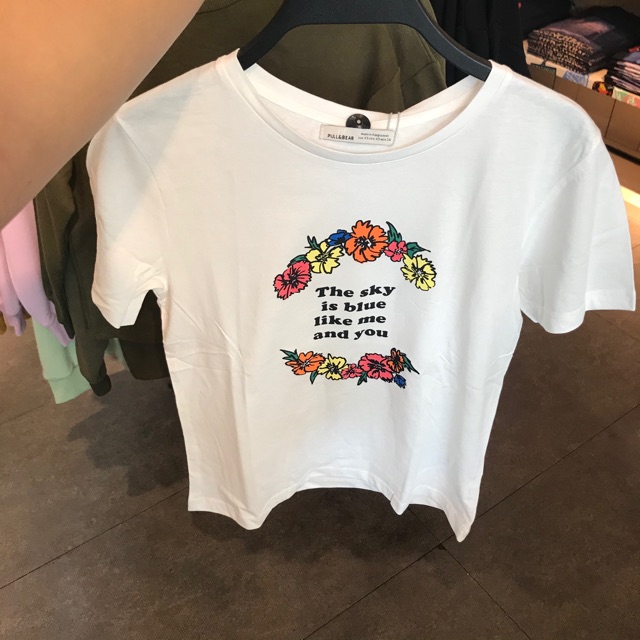 PULL&BEAR
The sky
is blue
like me
and you